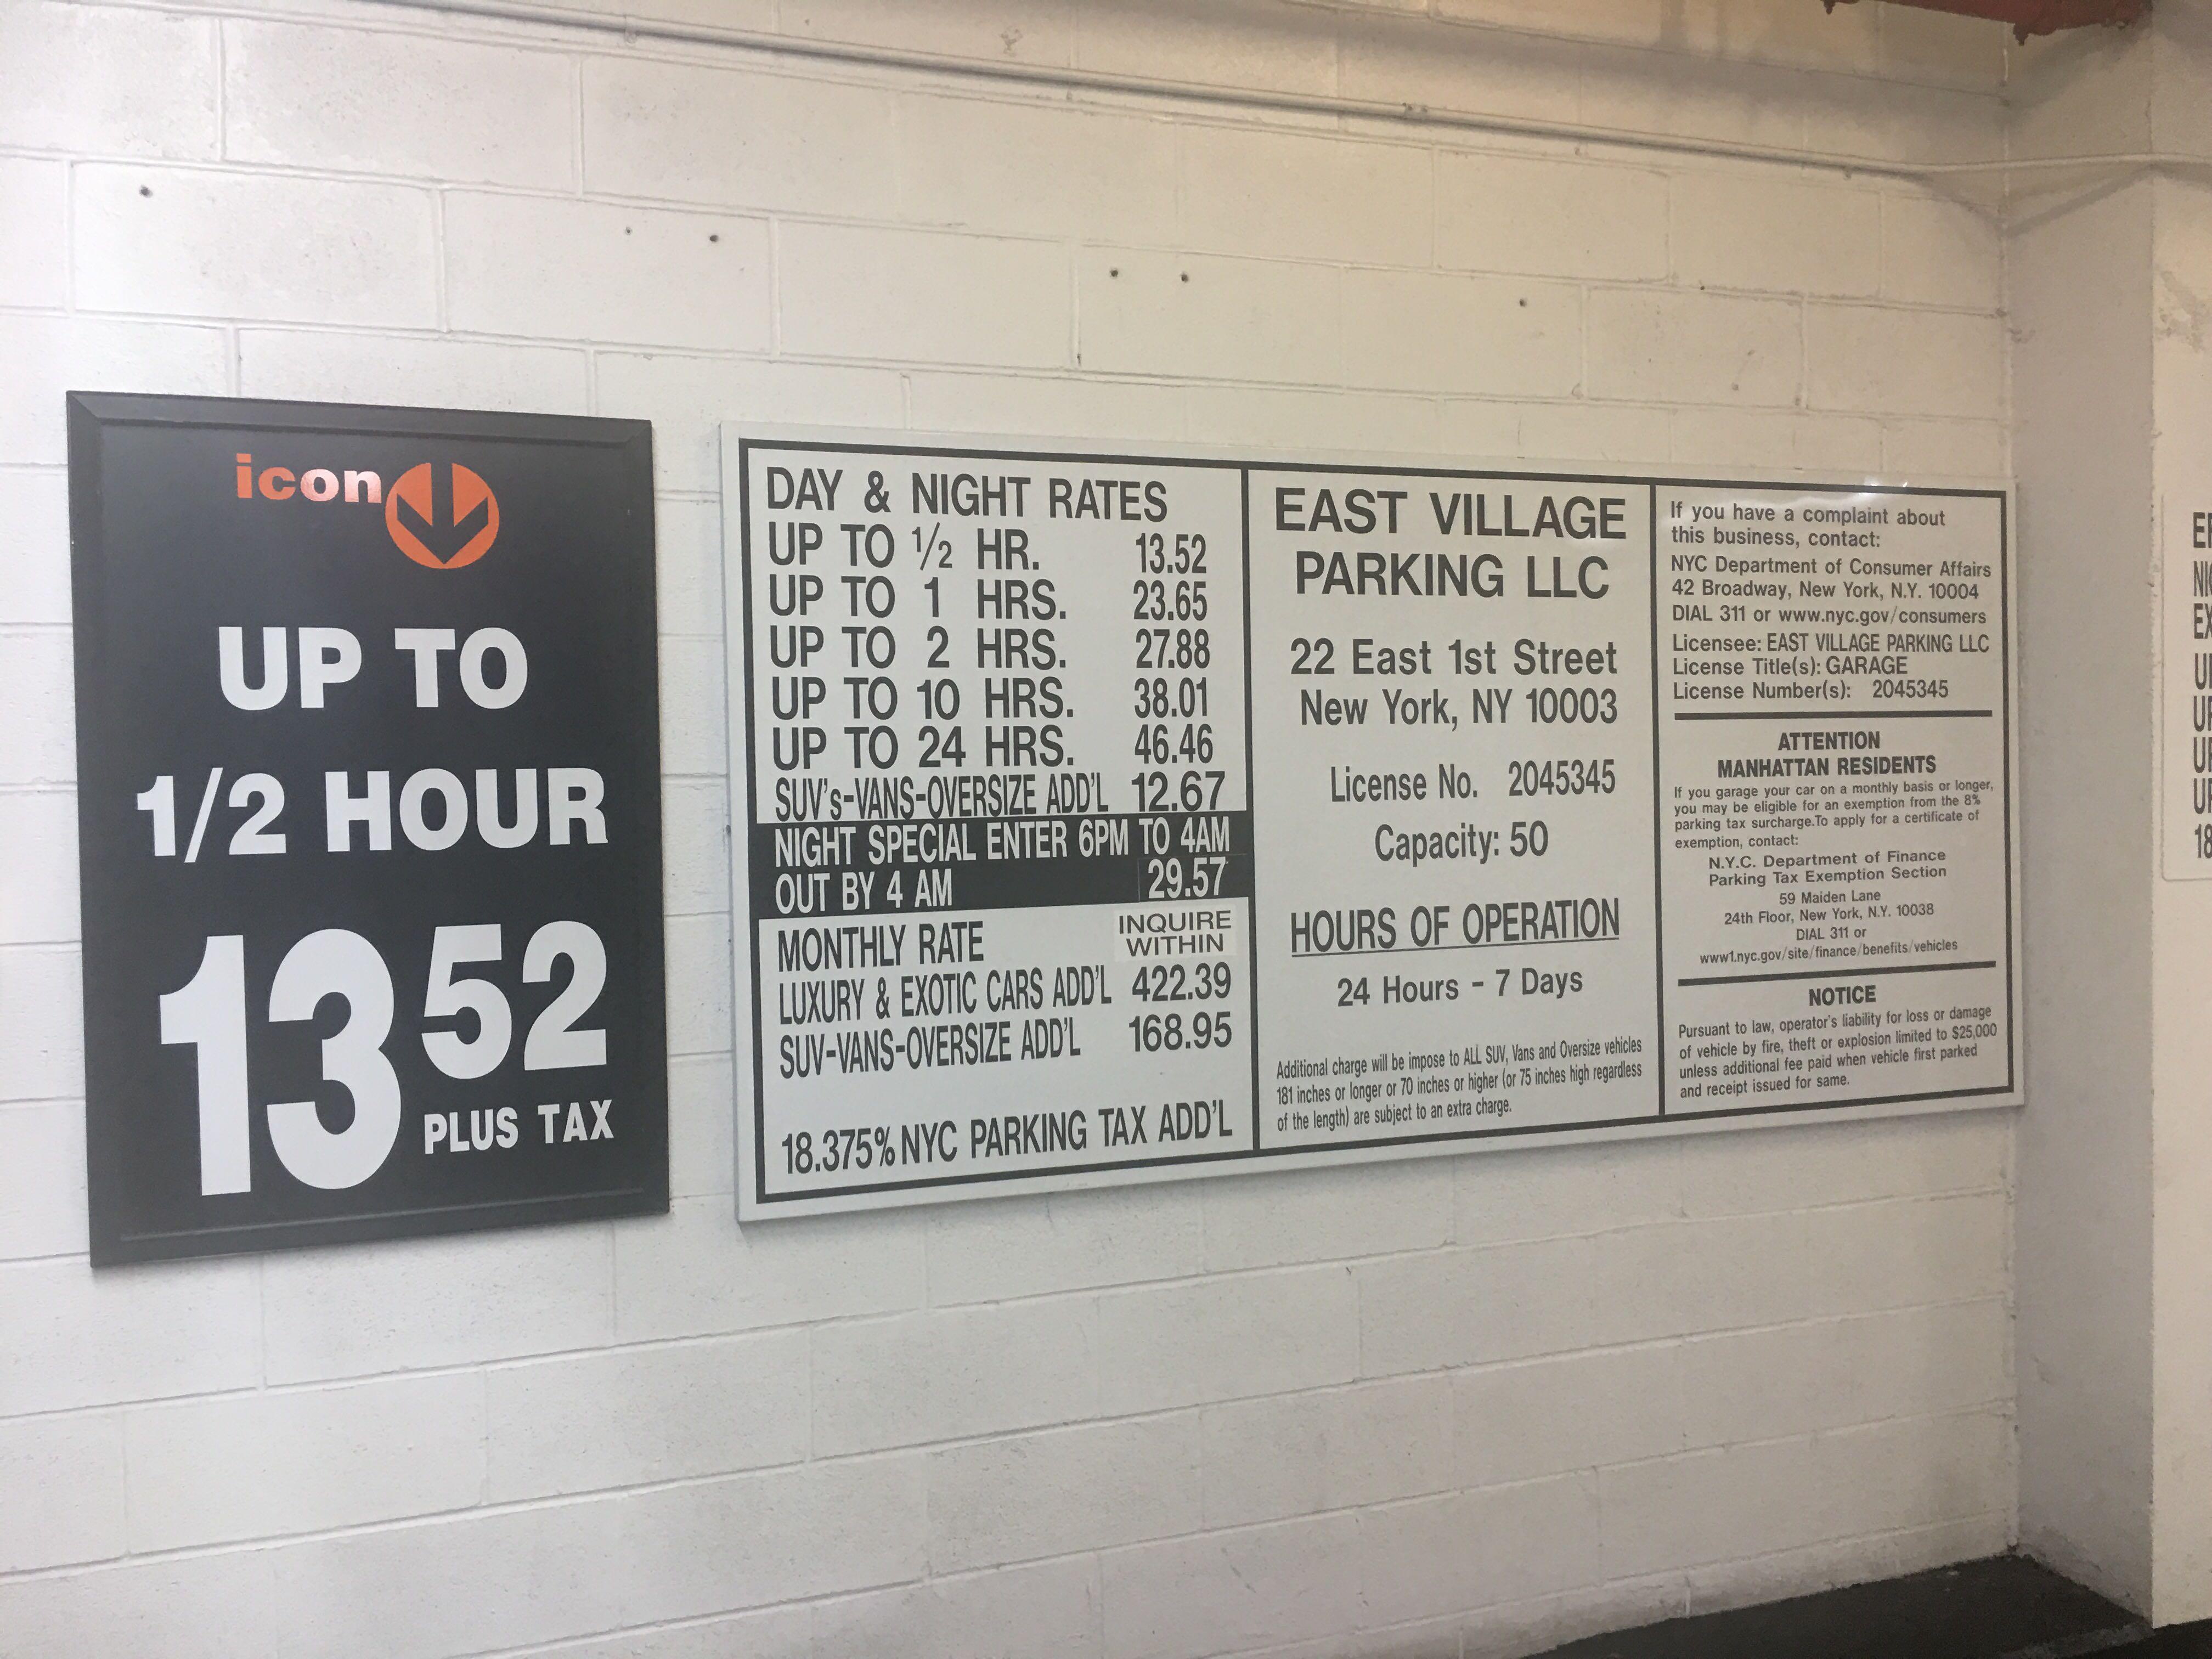 icon
UP TO
1/2 HOUR
13 52
PLUS TAX
DAY & NIGHT RATES
UP TO 1/2 HR. 13.52
UP TO 1 HRS. 23.65
UP TO 2 HRS. 27.88
UP TO 10 HRS. 38.01
UP TO 24 HRS. 46.46
SUV's-VANS-OVERSIZE ADD'L 12.67
NIGHT SPECIAL ENTER 6PM TO 4AM
OUT BY 4 AM 29.57
MONTHLY RATE INQUIRE WITHIN
LUXURY & EXOTIC CARS ADD'L 422.39
SUV-VANS-OVERSIZE ADD'L 168.95
18.375% NYC PARKING TAX ADD'L
EAST VILLAGE
PARKING LLC
22 East 1st Street
New York, NY 10003
License No. 2045345
Capacity: 50
HOURS OF OPERATION
24 Hours - 7 Days
Additional charge will be impose to ALL SUV, Vans and Oversize vehicles
181 inches or longer or 70 inches or higher (or 75 inches high regardless
of the length) are subject to an extra charge.
If you have a complaint about
this business, contact:
NYC Department of Consumer Affairs
42 Broadway, New York, N.Y. 10004
DIAL 311 or www.nyc.gov/consumers
Licensee: EAST VILLAGE PARKING LLC
License Title(s): GARAGE
License Number(s): 2045345
ATTENTION
MANHATTAN RESIDENTS
If you garage your car on a monthly basis or longer,
you may be eligible for an exemption from the 8%
parking tax surcharge.To apply for a certificate of
exemption, contact:
N.Y.C. Department of Finance
Parking Tax Exemption Section
59 Maiden Lane
24th Floor, New York, N.Y. 10038
DIAL 311 or
www1.nyc.gov/site/finance/benefits/vehicles
NOTICE
Pursuant to law, operator's liability for loss or damage
of vehicle by fire, theft or explosion limited to $25,000
unless additional fee paid when vehicle first parked
and receipt issued for same.